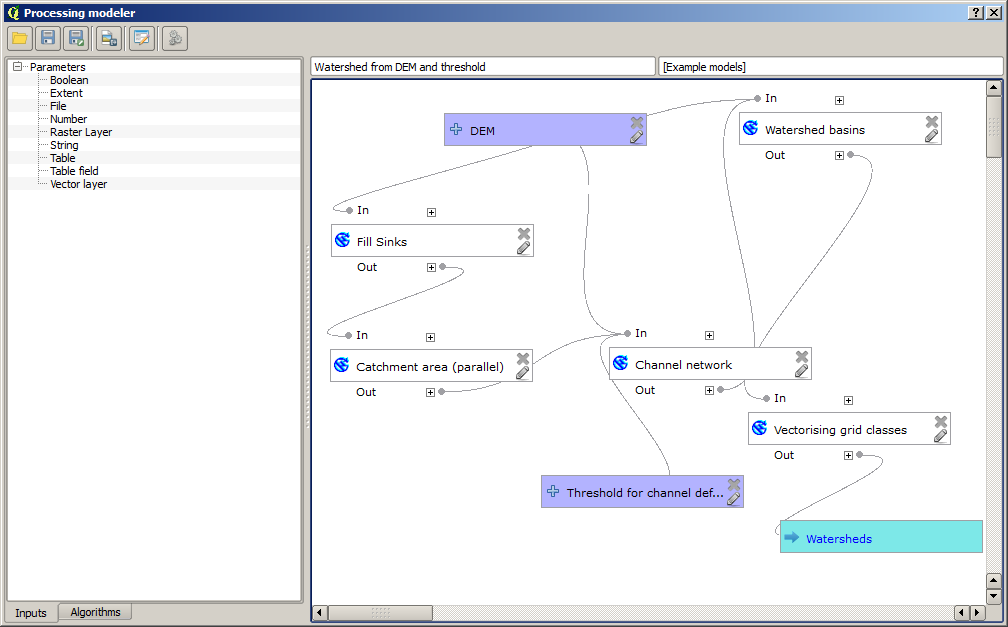 Processing modeler
Parameters
Boolean
Extent
File
Number
Raster Layer
String
Table
Table field
Vector layer
Inputs
Algorithms
Watershed from DEM and threshold
[Example models]
DEM
In
Watershed basins
Out
In
Fill Sinks
Out
In
Catchment area (parallel)
Out
In
Channel network
Out
In
Vectorising grid classes
Out
Threshold for channel def...
Watersheds